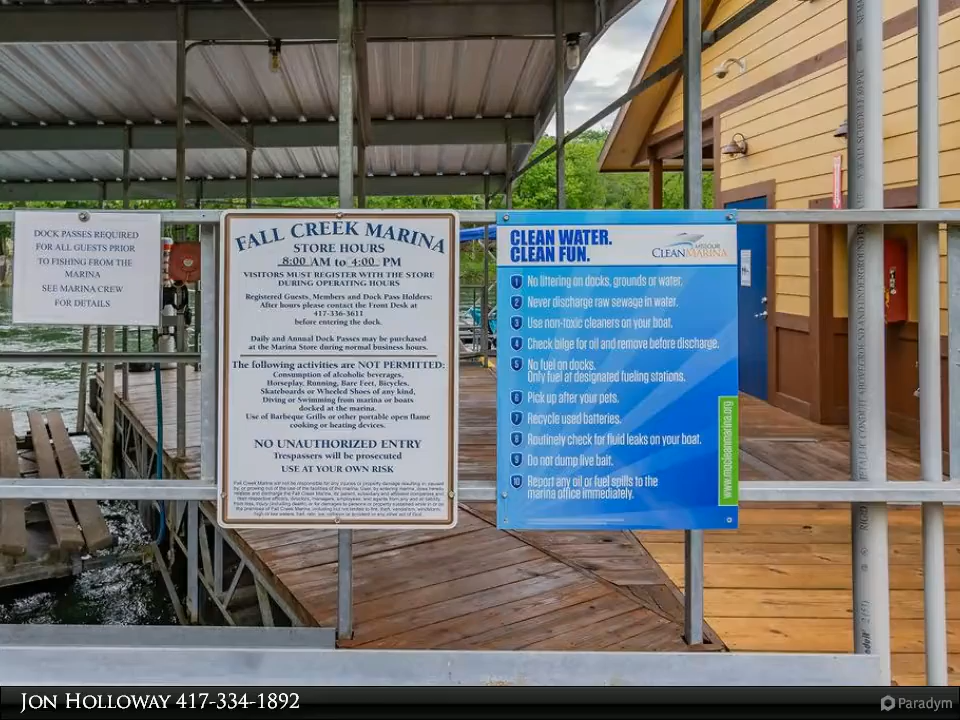 DOCK PASSES REQUIRED
FOR ALL GUESTS PRIOR
TO FISHING FROM THE
MARINA
SEE MARINA CREW
FOR DETAILS
FALL CREEK MARINA
STORE HOURS
8:00 AM to 4:00 PM
VISITORS MUST REGISTER WITH THE STORE
DURING OPERATING HOURS
Registered Guests, Members and Dock Pass Holders:
After hours please contact the Front Desk at
417-336-3611
before entering the dock.
Daily and Annual Dock Passes may be purchased
at the Marina Store during normal business hours.
The following activities are NOT PERMITTED:
Consumption of alcoholic beverages.
Horseplay, Running, Bare Feet, Bicycles.
Skateboards or Wheeled Shoes of any kind,
Diving or Swimming from marina or boats
docked at the marina.
Use of Barbeque Grills or other portable open flame
cooking or heating devices.
NO UNAUTHORIZED ENTRY
Trespassers will be prosecuted
USE AT YOUR OWN RISK
CLEAN WATER.
CLEAN FUN.
MISSOURI
CLEANMARINA
1 No littering on docks, grounds or water.
2 Never discharge raw sewage in water.
3 Use non-toxic cleaners on your boat.
4 Check bilge for oil and remove before discharge.
5 No fuel on docks.
Only fuel at designated fueling stations.
6 Pick up after your pets.
7 Recycle used batteries.
8 Routinely check for fluid leaks on your boat.
9 Do not dump live bait.
10 Report any oil or fuel spills to the
marina office immediately.
www.mocleanmarina.org
JON HOLLOWAY 417-334-1892
Paradym